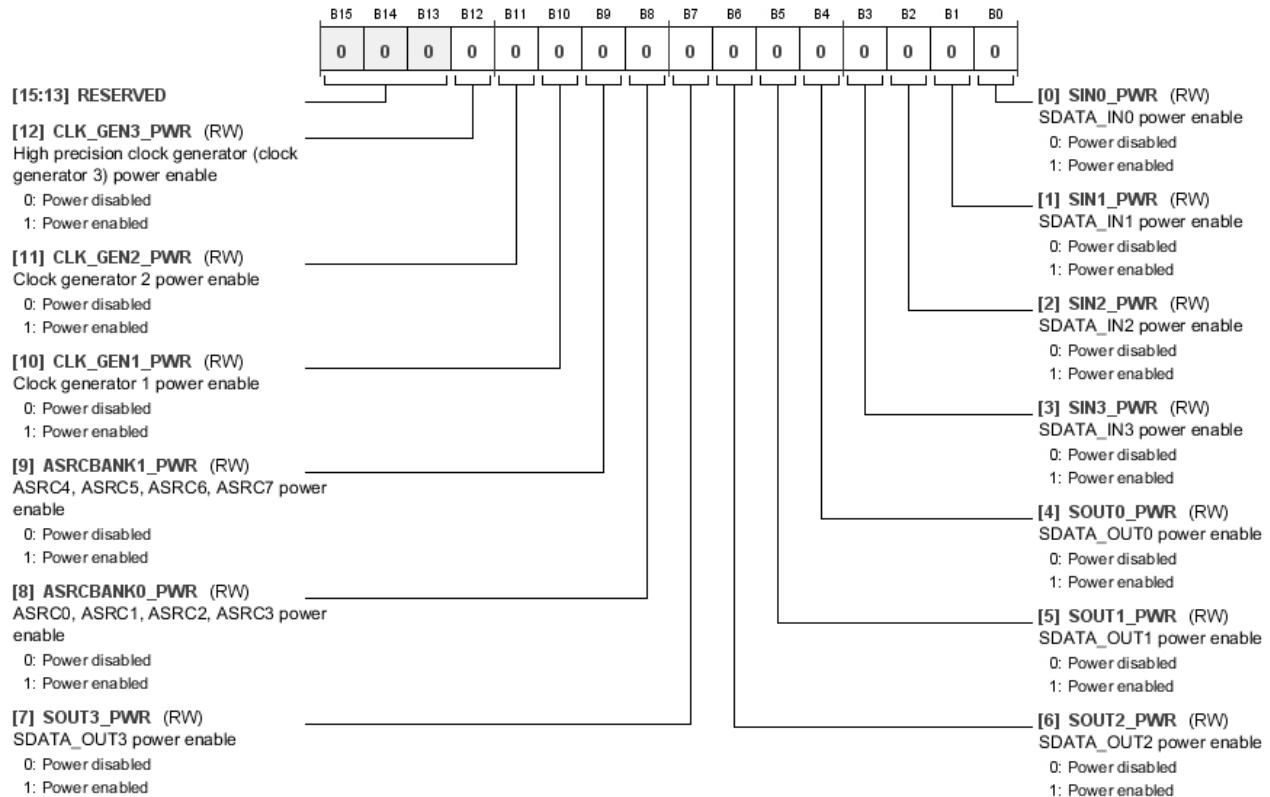 B15 B14 B13 B12 B11 B10 B9 B8 B7 B6 B5 B4 B3 B2 B1 B0
0 0 0 0 0 0 0 0 0 0 0 0 0 0 0 0
[15:13] RESERVED
[12] CLK_GEN3_PWR (RW)
High precision clock generator (clock
generator 3) power enable
0: Power disabled
1: Power enabled
[11] CLK_GEN2_PWR (RW)
Clock generator 2 power enable
0: Power disabled
1: Power enabled
[10] CLK_GEN1_PWR (RW)
Clock generator 1 power enable
0: Power disabled
1: Power enabled
[9] ASRCBANK1_PWR (RW)
ASRC4, ASRC5, ASRC6, ASRC7 power
enable
0: Power disabled
1: Power enabled
[8] ASRCBANK0_PWR (RW)
ASRC0, ASRC1, ASRC2, ASRC3 power
enable
0: Power disabled
1: Power enabled
[7] SOUT3_PWR (RW)
SDATA_OUT3 power enable
0: Power disabled
1: Power enabled
[0] SIN0_PWR (RW)
SDATA_IN0 power enable
0: Power disabled
1: Power enabled
[1] SIN1_PWR (RW)
SDATA_IN1 power enable
0: Power disabled
1: Power enabled
[2] SIN2_PWR (RW)
SDATA_IN2 power enable
0: Power disabled
1: Power enabled
[3] SIN3_PWR (RW)
SDATA_IN3 power enable
0: Power disabled
1: Power enabled
[4] SOUT0_PWR (RW)
SDATA_OUT0 power enable
0: Power disabled
1: Power enabled
[5] SOUT1_PWR (RW)
SDATA_OUT1 power enable
0: Power disabled
1: Power enabled
[6] SOUT2_PWR (RW)
SDATA_OUT2 power enable
0: Power disabled
1: Power enabled